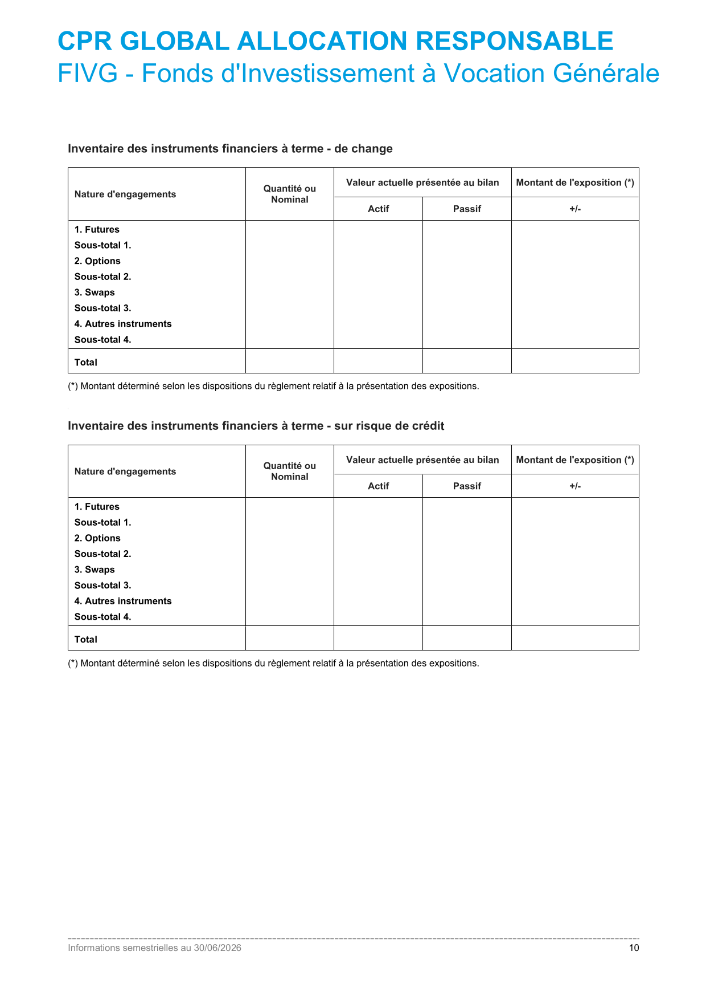 CPR GLOBAL ALLOCATION RESPONSABLE
FIVG - Fonds d'Investissement à Vocation Générale
Inventaire des instruments financiers à terme - de change
Nature d'engagements
Quantité ou
Nominal
Valeur actuelle présentée au bilan
Montant de l'exposition (*)
Actif
Passif
+/-
1. Futures
Sous-total 1.
2. Options
Sous-total 2.
3. Swaps
Sous-total 3.
4. Autres instruments
Sous-total 4.
Total
(*) Montant déterminé selon les dispositions du règlement relatif à la présentation des expositions.
Inventaire des instruments financiers à terme - sur risque de crédit
Nature d'engagements
Quantité ou
Nominal
Valeur actuelle présentée au bilan
Montant de l'exposition (*)
Actif
Passif
+/-
1. Futures
Sous-total 1.
2. Options
Sous-total 2.
3. Swaps
Sous-total 3.
4. Autres instruments
Sous-total 4.
Total
(*) Montant déterminé selon les dispositions du règlement relatif à la présentation des expositions.
Informations semestrielles au 30/06/2026
10